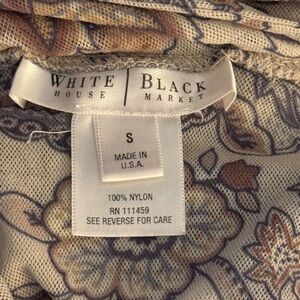 WHITE | BLACK
HOUSE | MARKET
S
MADE IN
U.S.A.
100% NYLON
RN 111459
SEE REVERSE FOR CARE